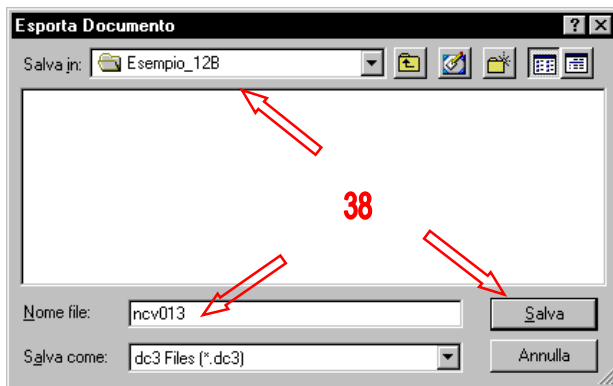 Esporta Documento
Salva in: Esempio_12B
38
Nome file: ncv013 Salva
Salva come: dc3 Files (*.dc3) Annulla